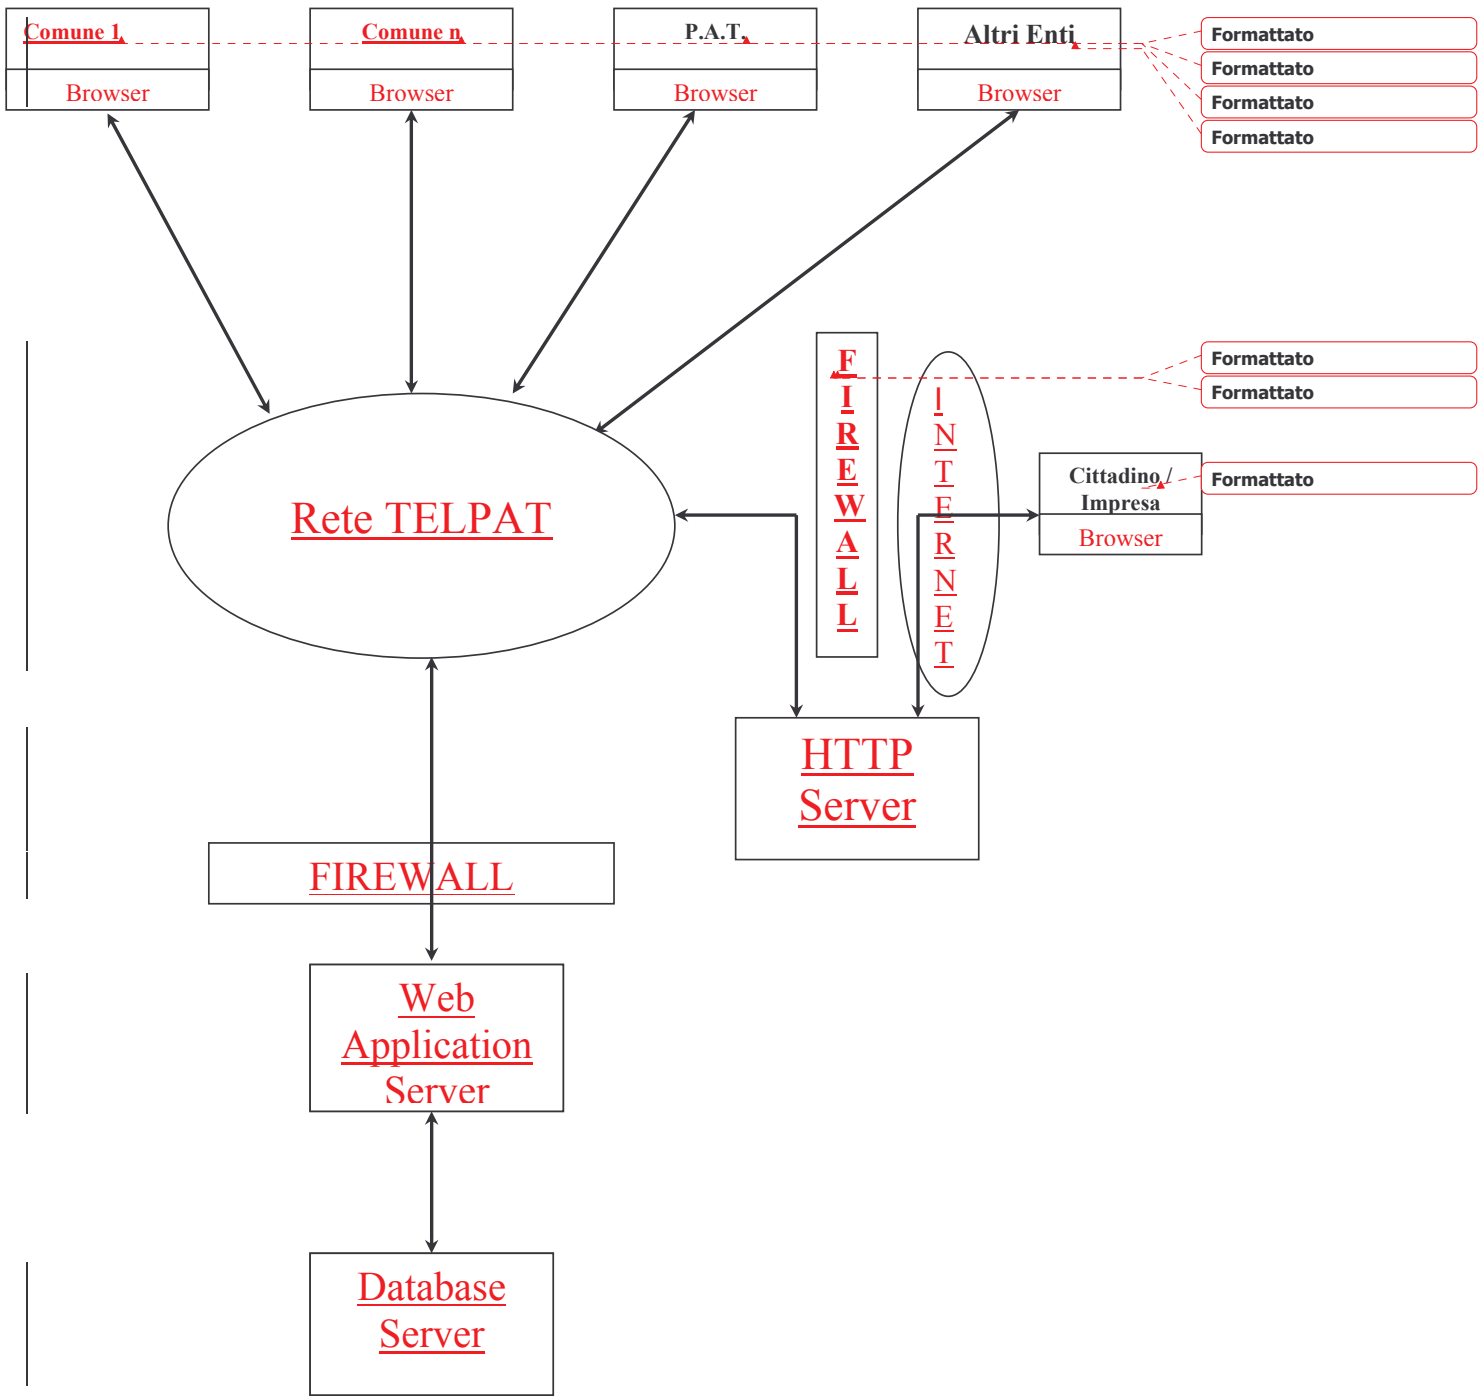 Comune 1
Browser
Comune n
Browser
P.A.T.
Browser
Altri Enti
Browser
Formattato
Formattato
Formattato
Formattato
Rete TELPAT
F
I
R
E
W
A
L
L
I
N
T
E
R
N
E
T
Formattato
Formattato
Cittadino /
Impresa
Browser
Formattato
HTTP
Server
FIREWALL
Web
Application
Server
Database
Server